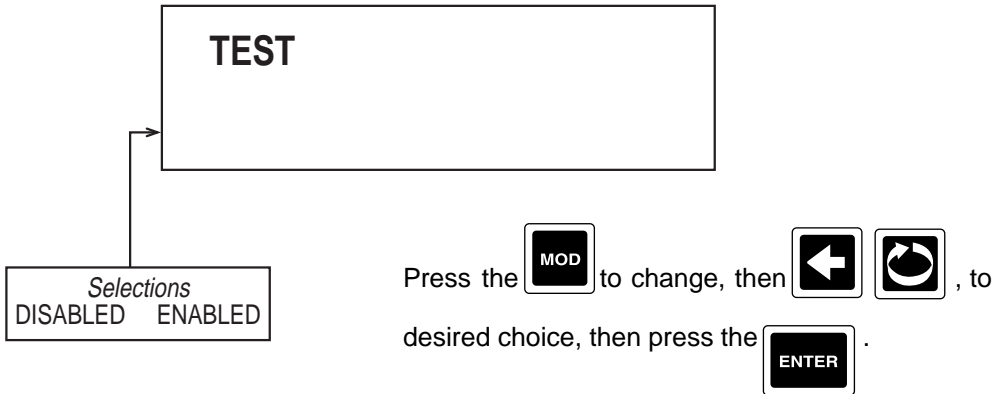 TEST
Selections
DISABLED ENABLED
Press the MOD to change, then , to
desired choice, then press the ENTER .